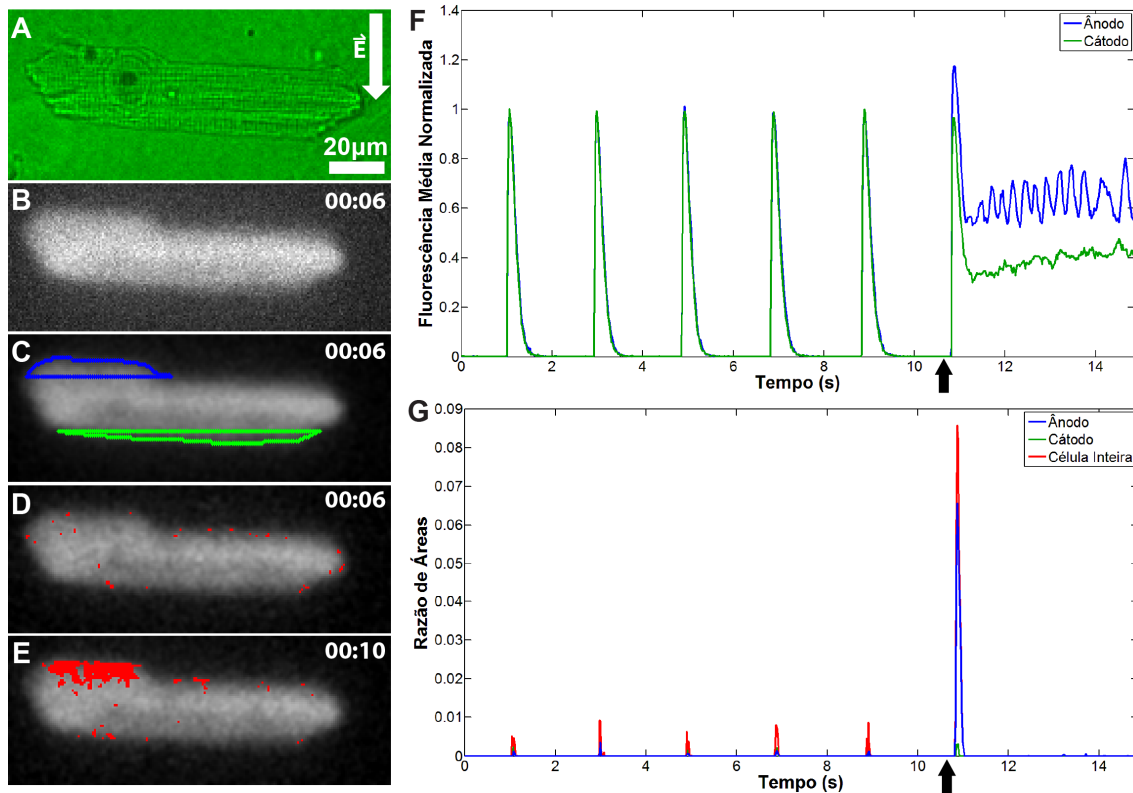 A
E
20µm
B
00:06
C
00:06
D
00:06
E
00:10
F
Fluorescência Média Normalizada
1.4
1.2
1
0.8
0.6
0.4
0.2
0
0 2 4 6 8 10 12 14
Tempo (s)
Ânodo
Cátodo
G
Razão de Áreas
0.09
0.08
0.07
0.06
0.05
0.04
0.03
0.02
0.01
0
0 2 4 6 8 10 12 14
Tempo (s)
Ânodo
Cátodo
Célula Inteira